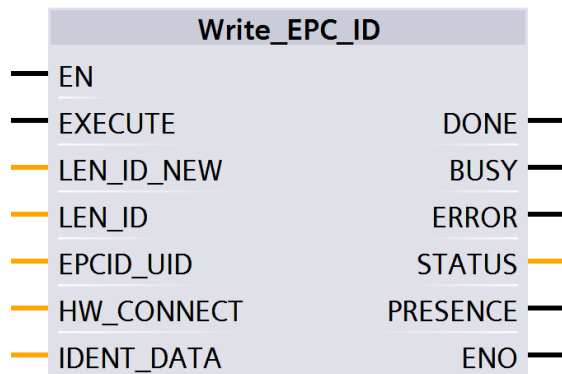 Write_EPC_ID
EN
EXECUTE DONE
LEN_ID_NEW BUSY
LEN_ID ERROR
EPCID_UID STATUS
HW_CONNECT PRESENCE
IDENT_DATA ENO